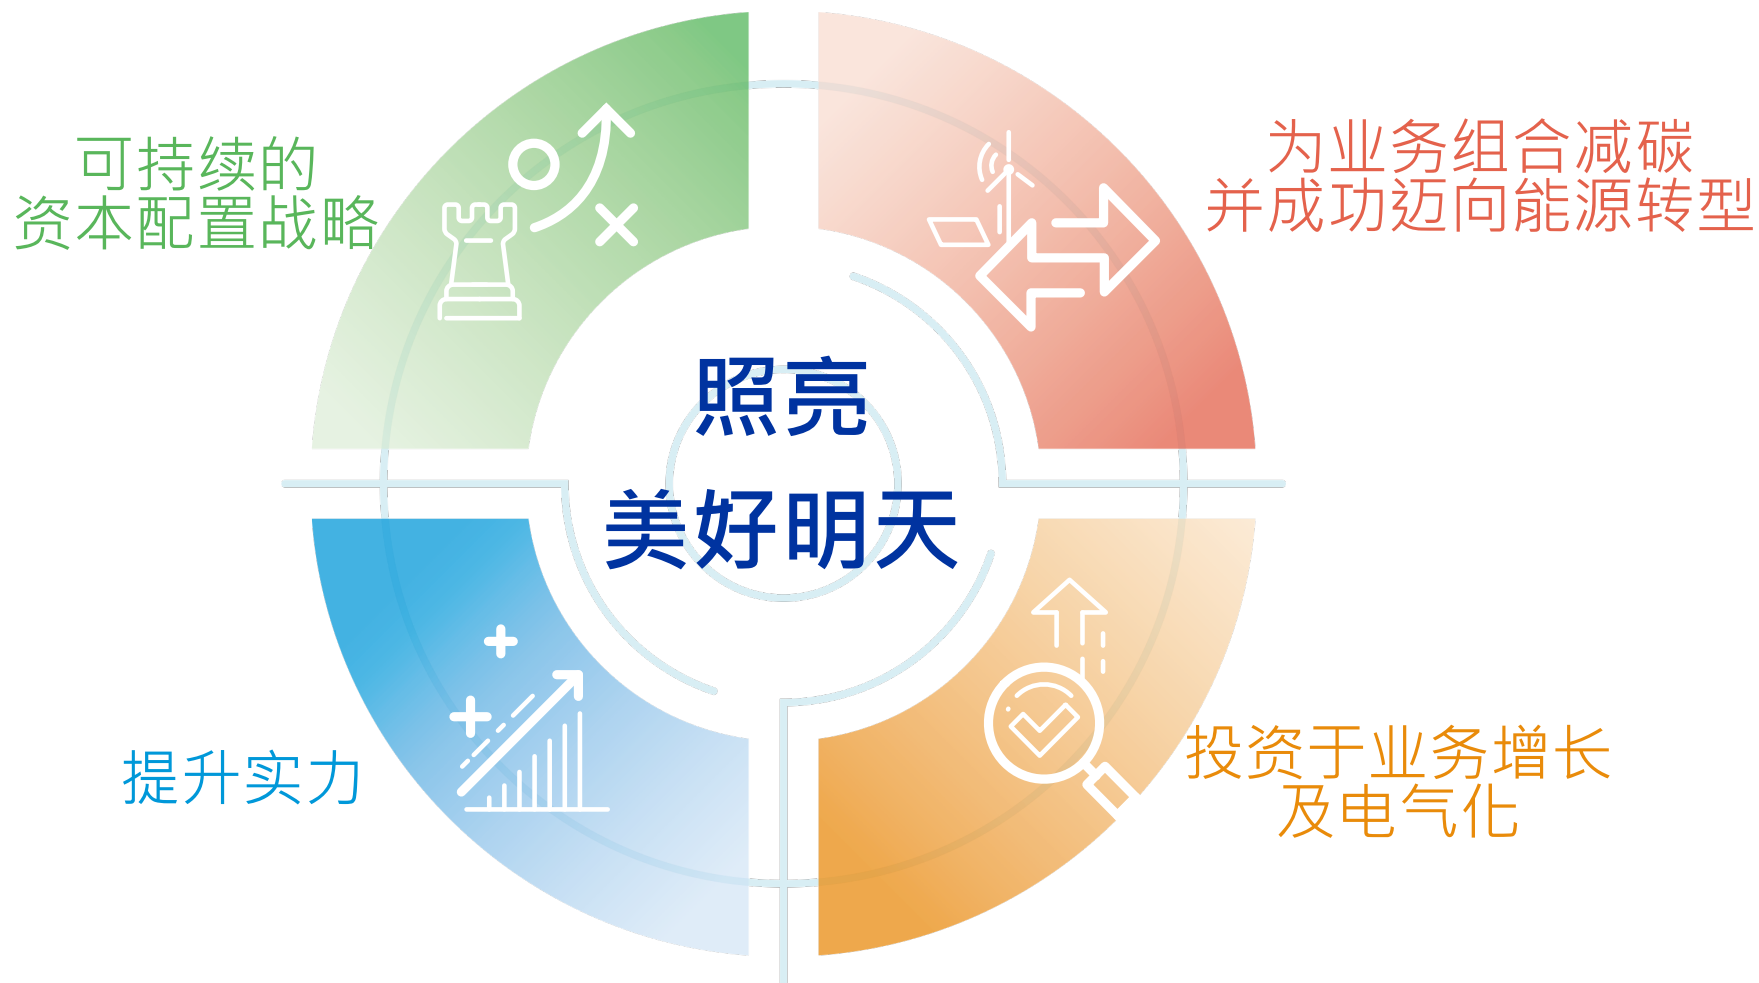 可持续的
资本配置战略
为业务组合减碳
并成功迈向能源转型
照亮
美好明天
提升实力
投资于业务增长
及电气化